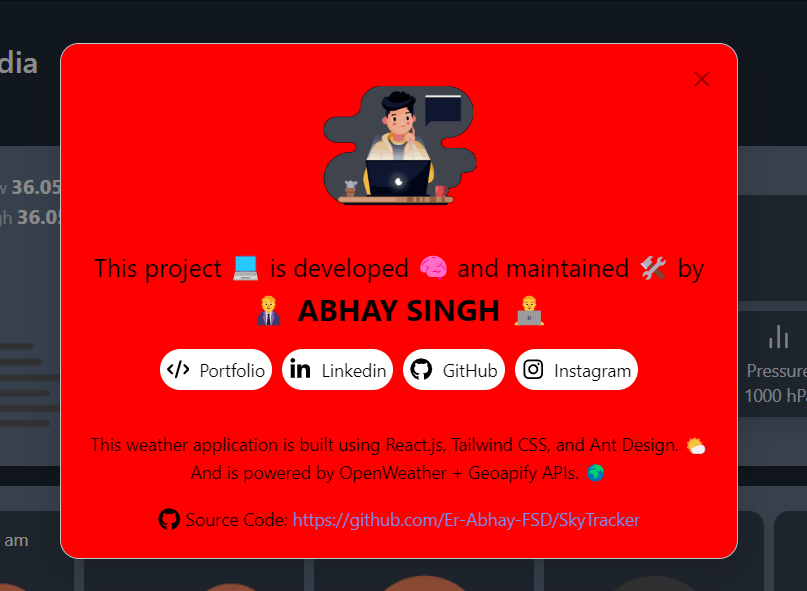 dia
w 36.05
gh 36.05
This project 💻 is developed 🧠 and maintained 🛠 by
👨‍💼 ABHAY SINGH 👨‍💻
Portfolio
Linkedin
GitHub
Instagram
This weather application is built using React.js, Tailwind CSS, and Ant Design. 🌤
And is powered by OpenWeather + Geoapify APIs. 🌍
Source Code: https://github.com/Er-Abhay-FSD/SkyTracker
Pressure
1000 hP
am